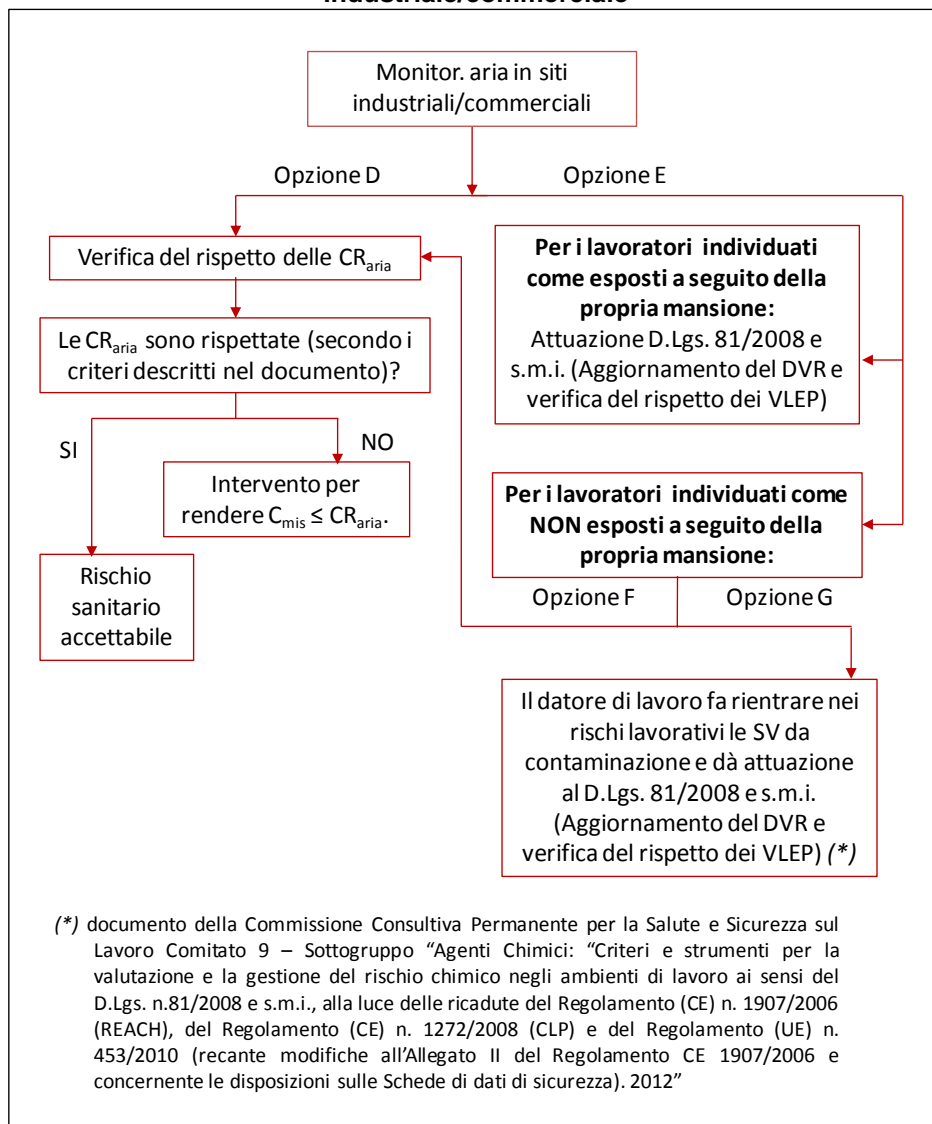 industriale/commerciale
Monitor. aria in siti
industriali/commerciali
Opzione D
Opzione E
Verifica del rispetto delle CRaria
Le CRaria sono rispettate (secondo i
criteri descritti nel documento)?
SI
NO
Intervento per
rendere Cmis ≤ CRaria.
Rischio
sanitario
accettabile
Per i lavoratori individuati
come esposti a seguito della
propria mansione:
Attuazione D.Lgs. 81/2008 e
s.m.i. (Aggiornamento del DVR e
verifica del rispetto dei VLEP)
Per i lavoratori individuati come
NON esposti a seguito della
propria mansione:
Opzione F
Opzione G
Il datore di lavoro fa rientrare nei
rischi lavorativi le SV da
contaminazione e dà attuazione
al D.Lgs. 81/2008 e s.m.i.
(Aggiornamento del DVR e
verifica del rispetto dei VLEP) (*)
(*) documento della Commissione Consultiva Permanente per la Salute e Sicurezza sul
Lavoro Comitato 9 – Sottogruppo “Agenti Chimici: “Criteri e strumenti per la
valutazione e la gestione del rischio chimico negli ambienti di lavoro ai sensi del
D.Lgs. n.81/2008 e s.m.i., alla luce delle ricadute del Regolamento (CE) n. 1907/2006
(REACH), del Regolamento (CE) n. 1272/2008 (CLP) e del Regolamento (UE) n.
453/2010 (recante modifiche all’Allegato II del Regolamento CE 1907/2006 e
concernente le disposizioni sulle Schede di dati di sicurezza). 2012”